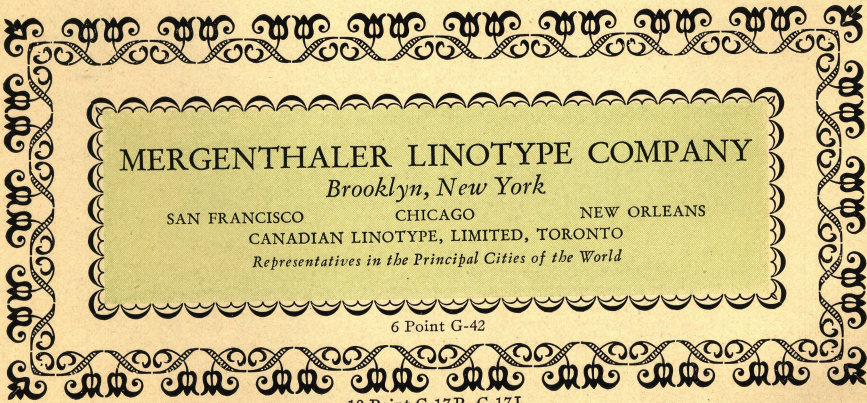 MERGENTHALER LINOTYPE COMPANY
Brooklyn, New York
SAN FRANCISCO CHICAGO NEW ORLEANS
CANADIAN LINOTYPE, LIMITED, TORONTO
Representatives in the Principal Cities of the World
6 Point G-42